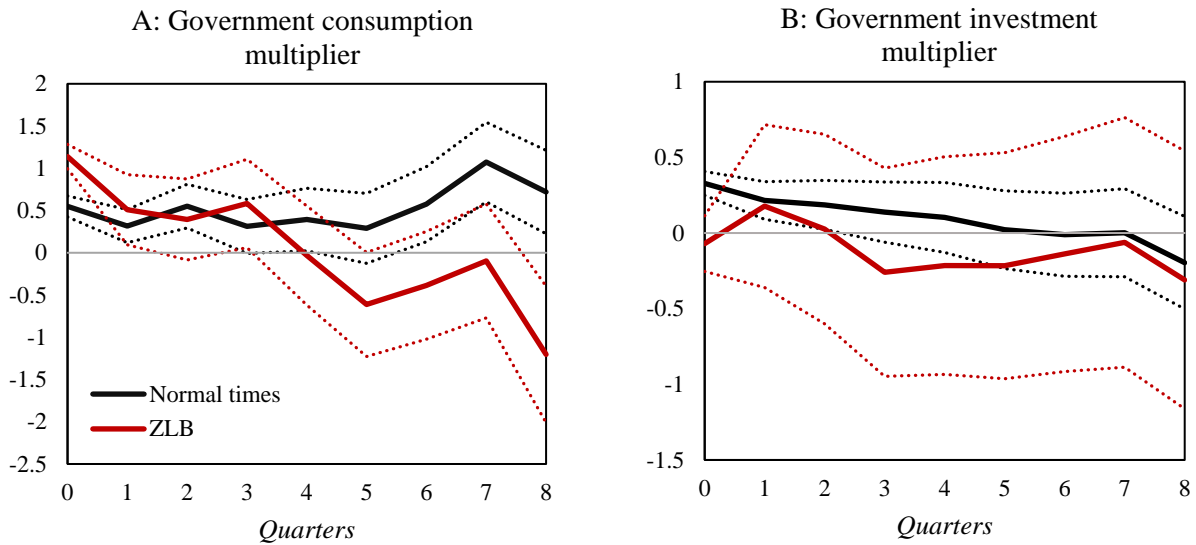 A: Government consumption
multiplier
2
1.5
1
0.5
0
-0.5
-1
-1.5
-2
-2.5
Normal times
ZLB
0 1 2 3 4 5 6 7 8
Quarters
B: Government investment
multiplier
1
0.5
0
-0.5
-1
-1.5
0 1 2 3 4 5 6 7 8
Quarters